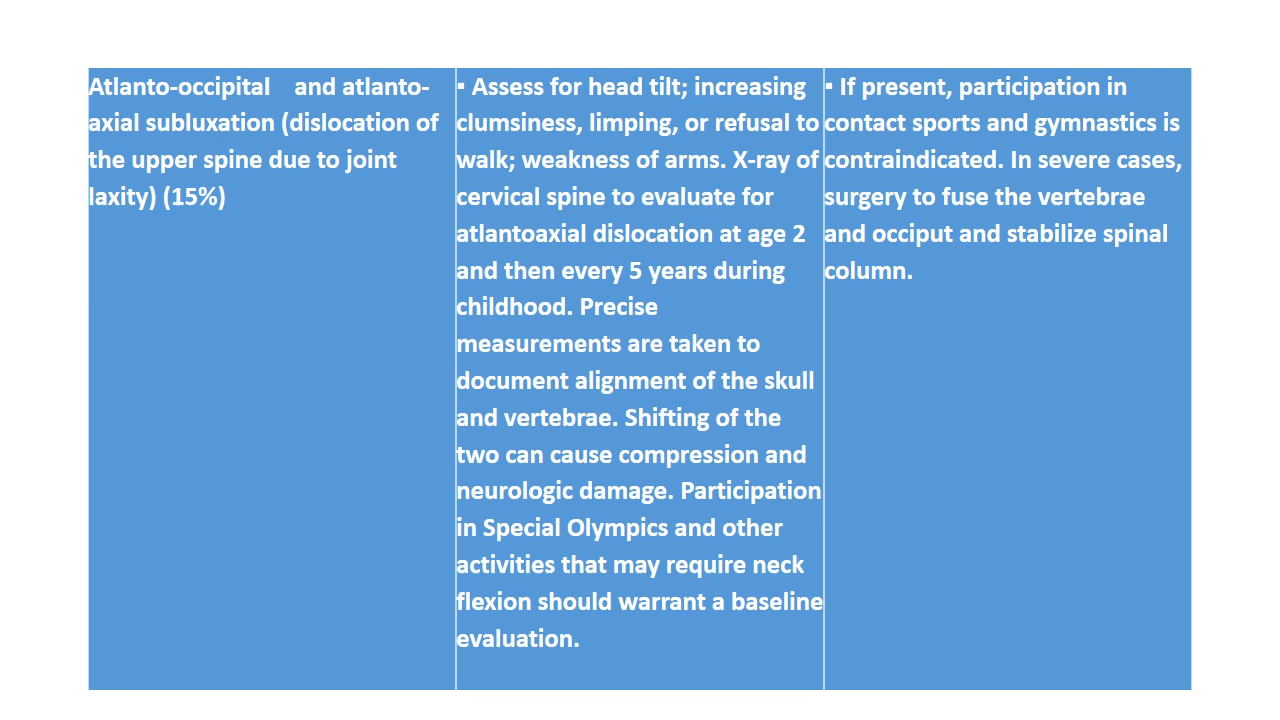 Atlanto-occipital and atlanto-
axial subluxation (dislocation of
the upper spine due to joint
laxity) (15%)
▪ Assess for head tilt; increasing
clumsiness, limping, or refusal to
walk; weakness of arms. X-ray of
cervical spine to evaluate for
atlantoaxial dislocation at age 2
and then every 5 years during
childhood. Precise
measurements are taken to
document alignment of the skull
and vertebrae. Shifting of the
two can cause compression and
neurologic damage. Participation
in Special Olympics and other
activities that may require neck
flexion should warrant a baseline
evaluation.
▪ If present, participation in
contact sports and gymnastics is
contraindicated. In severe cases,
surgery to fuse the vertebrae
and occiput and stabilize spinal
column.